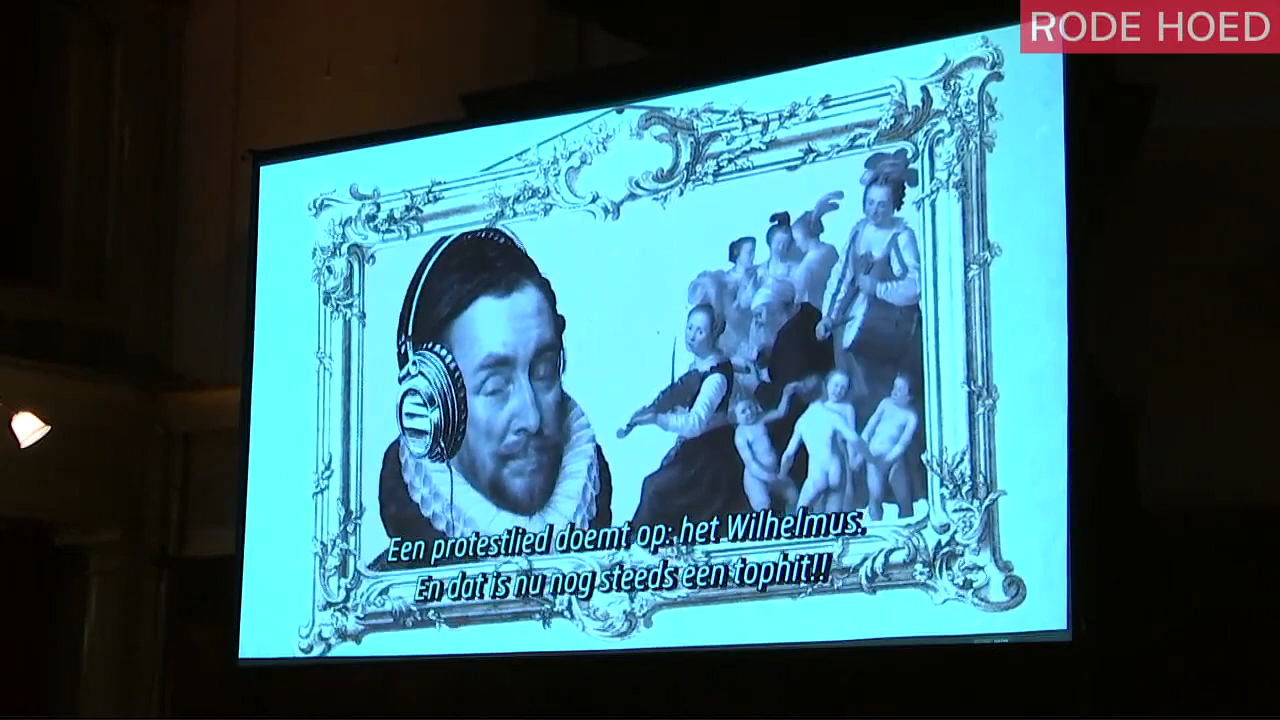 RODE HOED
Een protestlied doemt op: het Wilhelmus.
En dat is nu nog steeds een tophit!!